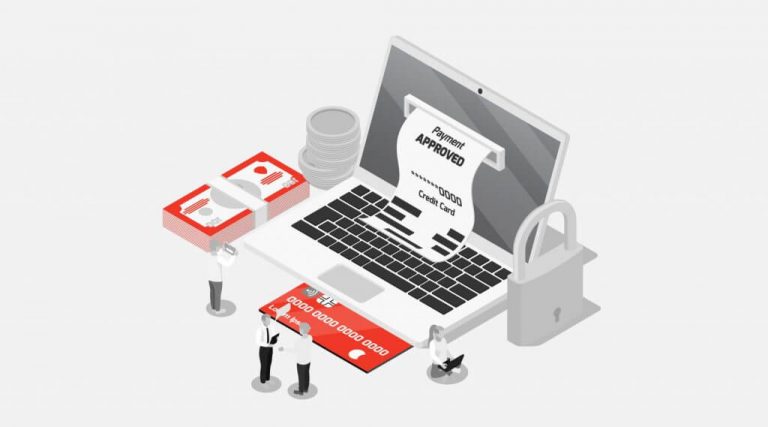 Payment
APPROVED
*******0000
Credit Card
0000 0000 0000 0000